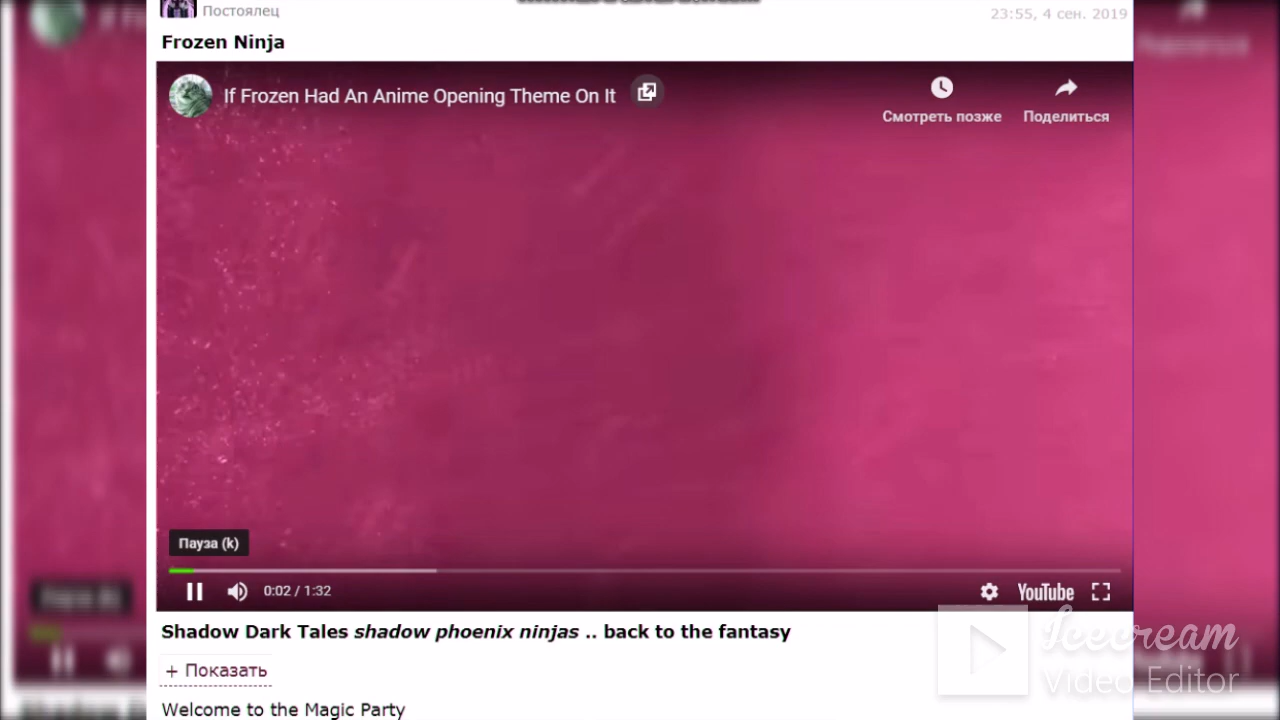 Постоялец
23:55, 4 сен. 2019
Frozen Ninja
If Frozen Had An Anime Opening Theme On It
Смотреть позже
Поделиться
Пауза (k)
0:02 / 1:32
YouTube
Shadow Dark Tales shadow phoenix ninjas .. back to the fantasy
+ Показать
Icecream
Video Editor
Welcome to the Magic Party